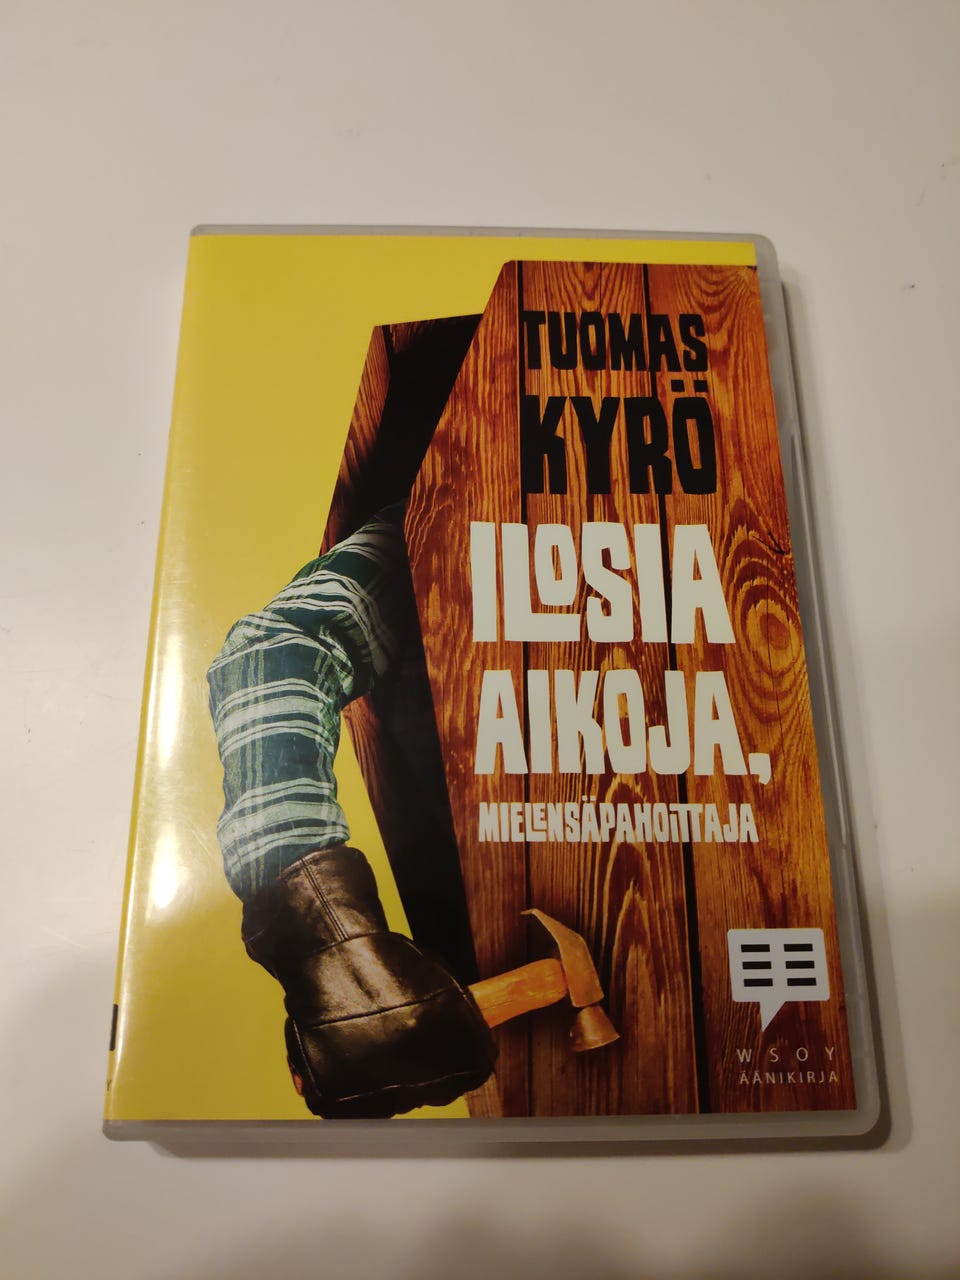 TUOMAS
KYRÖ
ILOSIA
AIKOJA,
MIELENSÄPAHOITTAJA
WSOY
ÄÄNIKIRJA